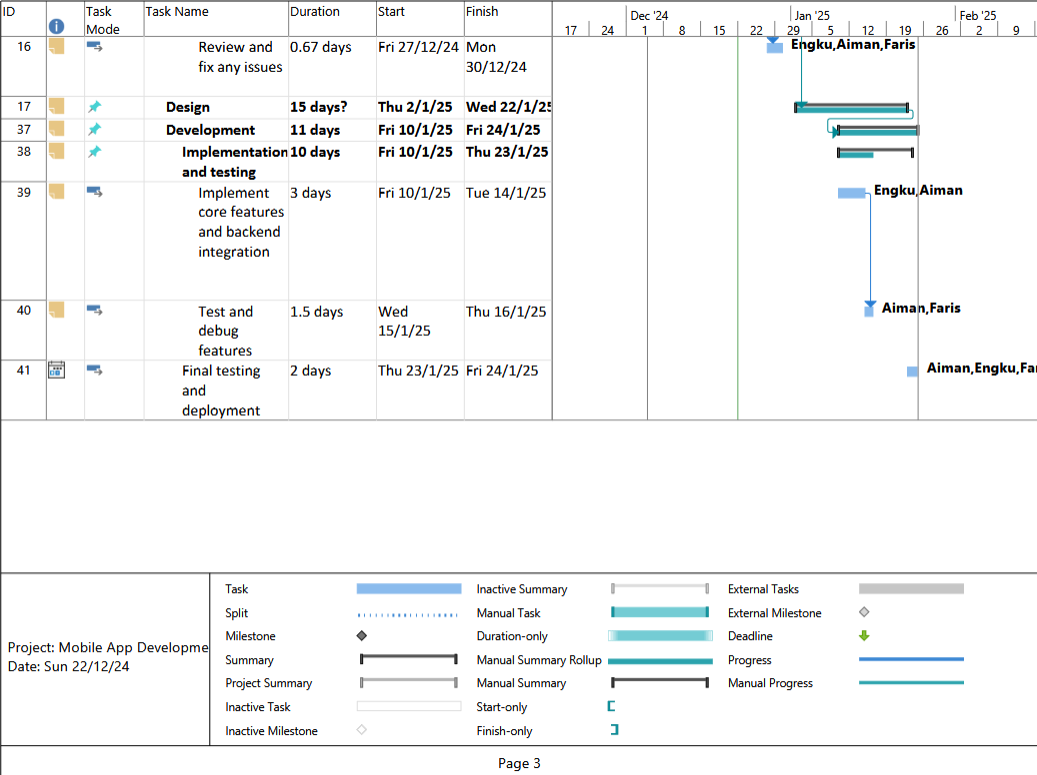 ID Task Mode Task Name Duration Start Finish
Dec '24 Jan '25 Feb '25
17 24 1 8 15 22 29 5 12 19 26 2 9
16 Review and fix any issues 0.67 days Fri 27/12/24 Mon 30/12/24 Engku,Aiman,Faris
17 Design 15 days? Thu 2/1/25 Wed 22/1/25
37 Development 11 days Fri 10/1/25 Fri 24/1/25
38 Implementation and testing 10 days Fri 10/1/25 Thu 23/1/25
39 Implement core features and backend integration 3 days Fri 10/1/25 Tue 14/1/25 Engku,Aiman
40 Test and debug features 1.5 days Wed 15/1/25 Thu 16/1/25 Aiman,Faris
41 Final testing and deployment 2 days Thu 23/1/25 Fri 24/1/25 Aiman,Engku,Fa
Project: Mobile App Developme
Date: Sun 22/12/24
Task
Split
Milestone
Summary
Project Summary
Inactive Task
Inactive Milestone
Inactive Summary
Manual Task
Duration-only
Manual Summary Rollup
Manual Summary
Start-only
Finish-only
External Tasks
External Milestone
Deadline
Progress
Manual Progress
Page 3